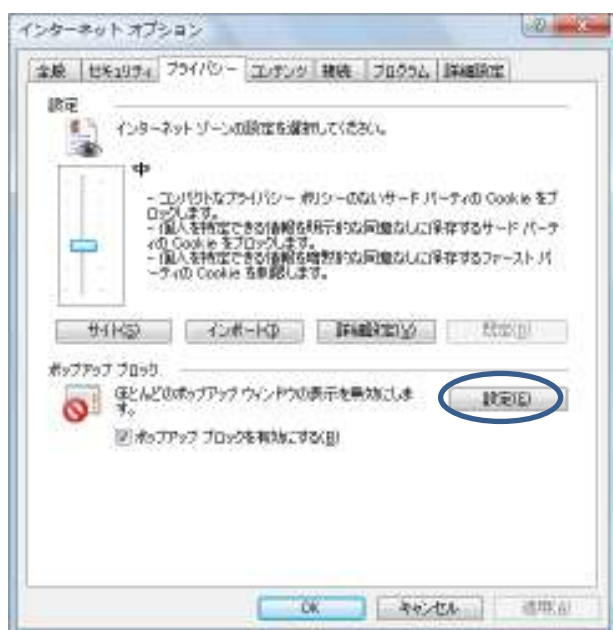 インターネット オプション
全般 セキュリティ プライバシー コンテンツ 接続 プログラム 詳細設定
設定
インターネット ゾーンの設定を選択してください。
中
- コンパクトなプライバシー ポリシーのないサード パーティの Cookie をブ
ロックします。
- 個人を特定できる情報を明示的な同意なしに保存するサード パーテ
ィの Cookie をブロックします。
- 個人を特定できる情報を暗黙的な同意なしに保存するファースト パ
ーティの Cookie を制限します。
サイト(S) インポート(I) 詳細設定(V) 既定(D)
ポップアップ ブロック
ほとんどのポップアップ ウィンドウの表示を無効にしま
す。
設定(E)
ポップアップ ブロックを有効にする(B)
OK キャンセル 適用(A)